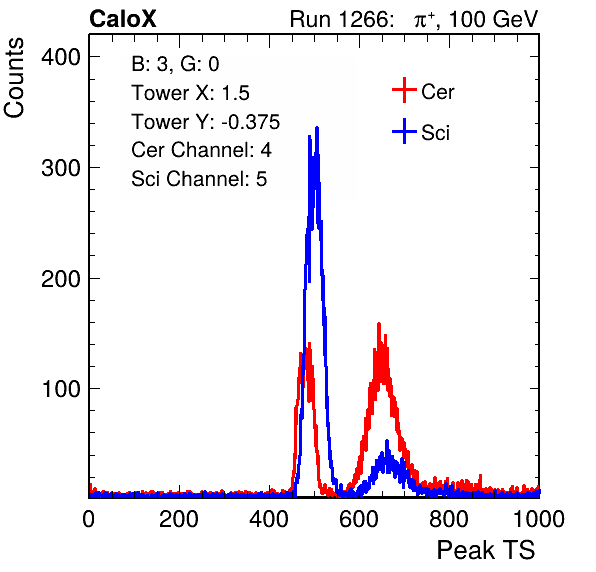 CaloX Run 1266: π⁺, 100 GeV
Counts
400
300
200
100
B: 3, G: 0
Tower X: 1.5
Tower Y: -0.375
Cer Channel: 4
Sci Channel: 5
Cer
Sci
0 200 400 600 800 1000
Peak TS